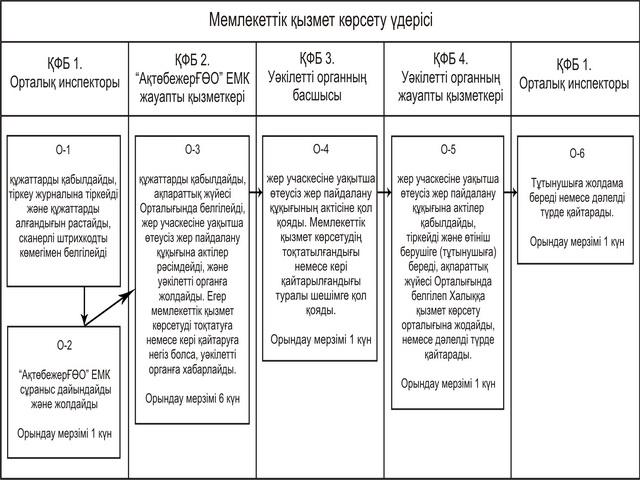 Мемлекеттік қызмет көрсету үдерісі
ҚФБ 1.
Орталық инспекторы
ҚФБ 2.
“АқтөбежерҒӨО” ЕМК
жауапты қызметкері
ҚФБ 3.
Уәкілетті органның
басшысы
ҚФБ 4.
Уәкілетті органның
жауапты қызметкері
ҚФБ 1.
Орталық инспекторы
О-1
құжаттарды қабылдайды,
тіркеу журналына тіркейді
және құжаттарды
алғандығын растайды,
сканерлі штрихкодты
көмегімен белгілейді
О-2
“АқтөбежерҒӨО” ЕМК
сұраныс дайындайды
және жолдайды
Орындау мерзімі 1 күн
О-3
құжаттарды қабылдайды,
ақпараттық жүйесі
Орталығында белгілейді,
жер учаскесіне уақытша
өтеусіз жер пайдалану
құқығына актілер
рәсімдейді, және
уәкілетті органға
жолдайды. Егер
мемлекеттік қызмет
көрсетуді тоқтатуға
немесе кері қайтаруға
негіз болса, уәкілетті
органға хабарлайды.
Орындау мерзімі 6 күн
О-4
жер учаскесіне уақытша
өтеусіз жер пайдалану
құқығының актісіне қол
қояды. Мемлекеттік
қызмет көрсетудің
тоқтатылғандығы
немесе кері
қайтарылғандығы
туралы шешімге қол
қояды.
Орындау мерзімі 1 күн
О-5
жер учаскесіне уақытша
өтеусіз жер пайдалану
құқығына актілер
қабылдайды,
тіркейді және өтініш
берушіге (тұтынушыға)
береді, ақпараттық
жүйесі Орталығында
белгілеп Халыққа
қызмет көрсету
орталығына жодайды,
немесе дәлелді түрде
қайтарады.
Орындау мерзімі 1 күн
О-6
Тұтынушыға жолдама
береді немесе дәлелді
түрде қайтарады.
Орындау мерзімі 1 күн